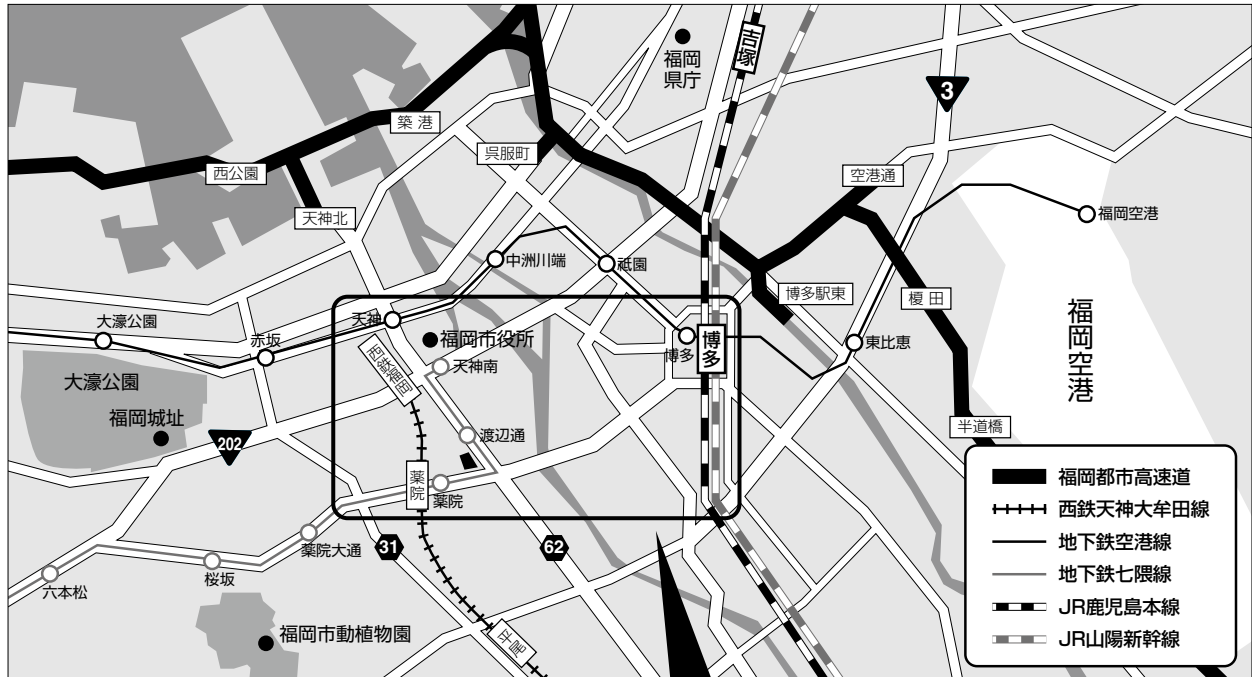 福岡
県庁
吉塚
3
築港
呉服町
西公園
空港通
天神北
福岡空港
中洲川端
祇園
博多駅東
榎田
天神
大濠公園
赤坂
福岡市役所
博多
博多
東比恵
福岡空港
西鉄福岡
天神南
大濠公園
福岡城址
202
渡辺通
半道橋
薬院
薬院
薬院大通
31
62
桜坂
六本松
福岡市動植物園
平尾
福岡都市高速道
西鉄天神大牟田線
地下鉄空港線
地下鉄七隈線
JR鹿児島本線
JR山陽新幹線